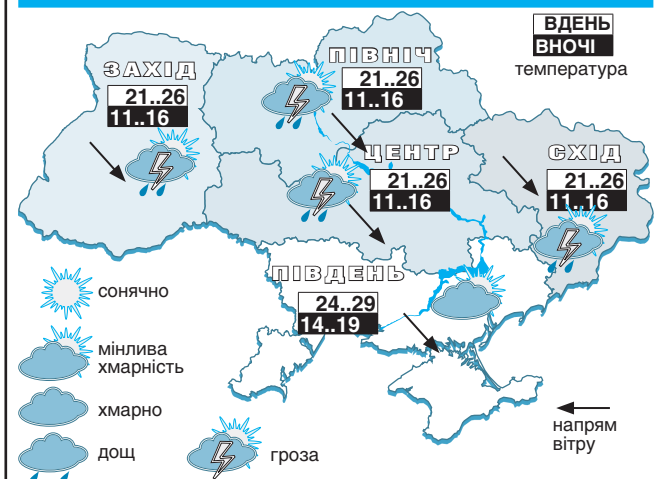 ВДЕНЬ
ВНОЧІ
температура
ЗАХІД
21..26
11..16
ПІВНІЧ
21..26
11..16
ЦЕНТР
21..26
11..16
СХІД
21..26
11..16
ПІВДЕНЬ
24..29
14..19
сонячно
мінлива
хмарність
хмарно
дощ
гроза
напрям
вітру